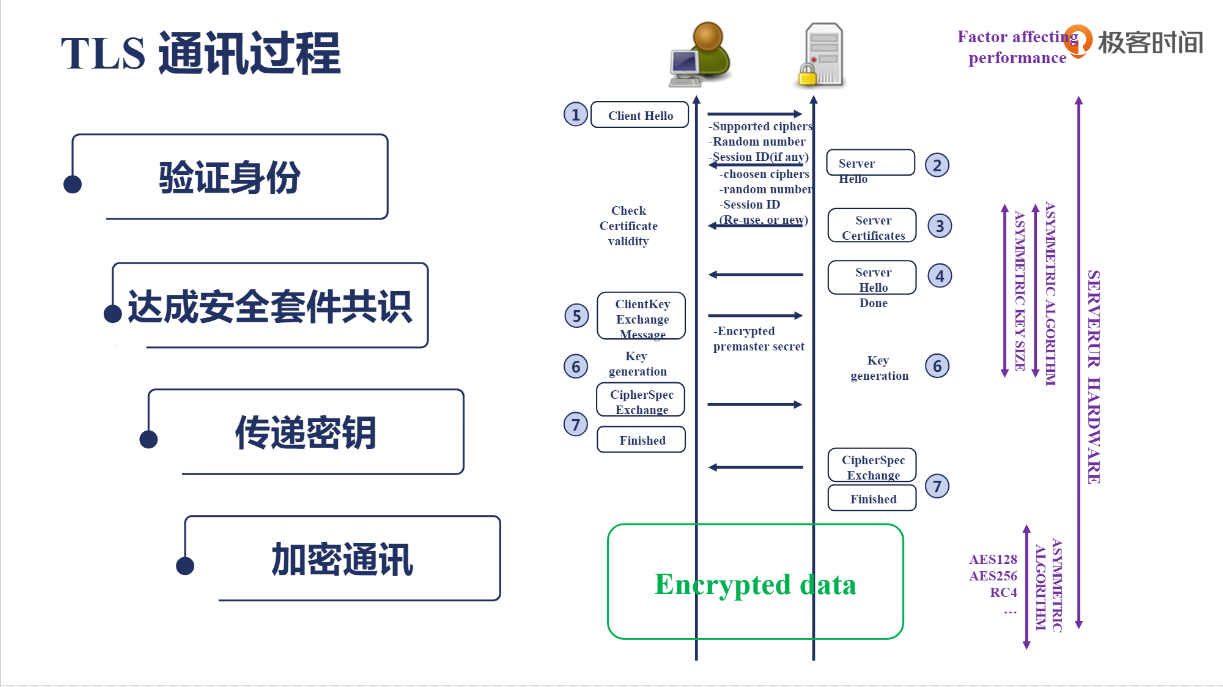 TLS 通讯过程
验证身份
达成安全套件共识
传递密钥
加密通讯
Factor affecting
performance
极客时间
1
Client Hello
-Supported ciphers
-Random number
-Session ID(if any)
Server
Hello
2
-choosen ciphers
-random number
-Session ID
(Re-use, or new)
Check
Certificate
validity
Server
Certificates
3
Server
Hello
Done
4
5
ClientKey
Exchange
Message
-Encrypted
premaster secret
6
Key
generation
Key
generation
6
CipherSpec
Exchange
7
Finished
CipherSpec
Exchange
7
Finished
Encrypted data
ASYMMETRIC KEY SIZE
ASYMMETRIC ALGORITHM
SERVERUR HARDWARE
AES128
AES256
RC4
…
ASYMMETRIC
ALGORITHM